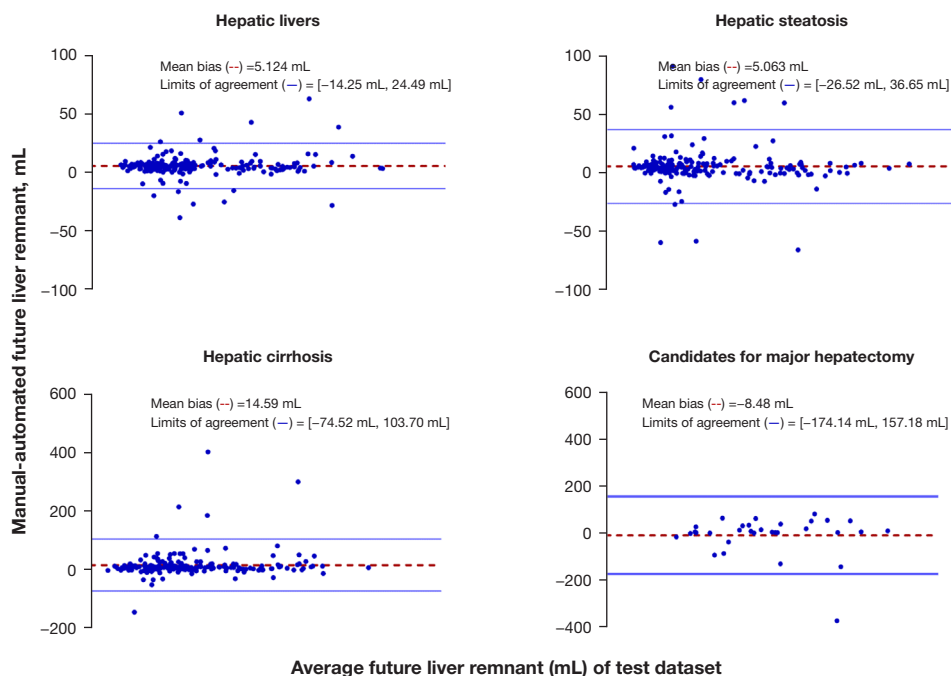 Hepatic livers
Mean bias (--) =5.124 mL
Limits of agreement (—) = [−14.25 mL, 24.49 mL]
100
50
0
−50
−100
Hepatic steatosis
Mean bias (--) =5.063 mL
Limits of agreement (—) = [−26.52 mL, 36.65 mL]
100
50
0
−50
−100
Manual-automated future liver remnant, mL
Hepatic cirrhosis
Mean bias (--) =14.59 mL
Limits of agreement (—) = [−74.52 mL, 103.70 mL]
600
400
200
0
−200
Candidates for major hepatectomy
Mean bias (--) =−8.48 mL
Limits of agreement (—) = [−174.14 mL, 157.18 mL]
600
400
200
0
−200
−400
Average future liver remnant (mL) of test dataset